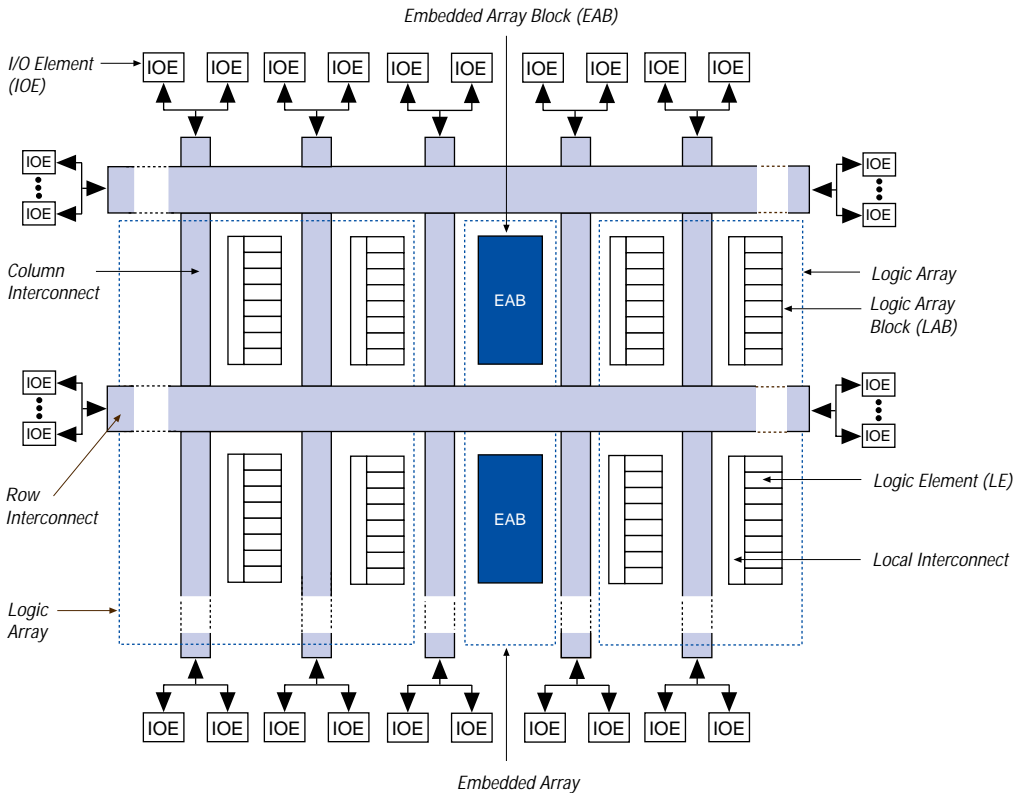 Embedded Array Block (EAB)
I/O Element
(IOE)
IOE IOE IOE IOE IOE IOE IOE IOE IOE IOE
IOE IOE
IOE IOE
Column
Interconnect
EAB
Logic Array
Logic Array
Block (LAB)
IOE IOE
IOE IOE
Row
Interconnect
EAB
Logic Element (LE)
Local Interconnect
Logic
Array
IOE IOE IOE IOE IOE IOE IOE IOE IOE IOE
Embedded Array